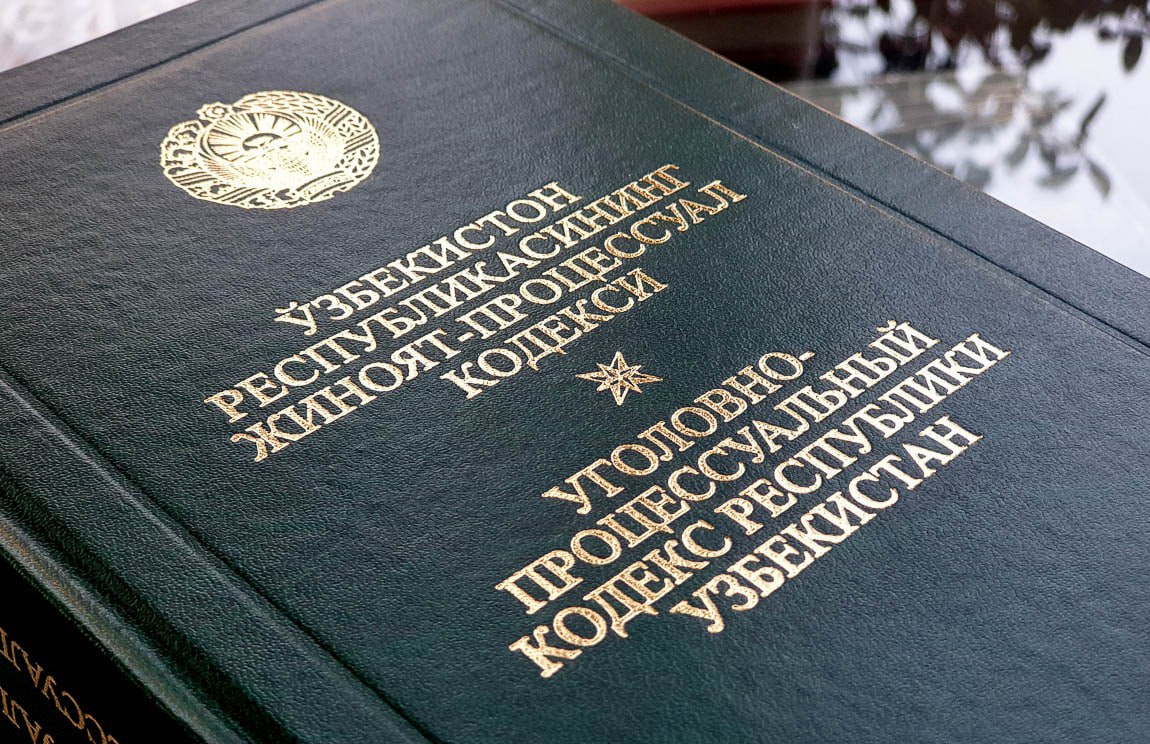 ЎЗБЕКИСТОН
РЕСПУБЛИКАСИНИНГ
ЖИНОЯТ-ПРОЦЕССУАЛ
КОДЕКСИ
УГОЛОВНО-
ПРОЦЕССУАЛЬНЫЙ
КОДЕКС РЕСПУБЛИКИ
УЗБЕКИСТАН